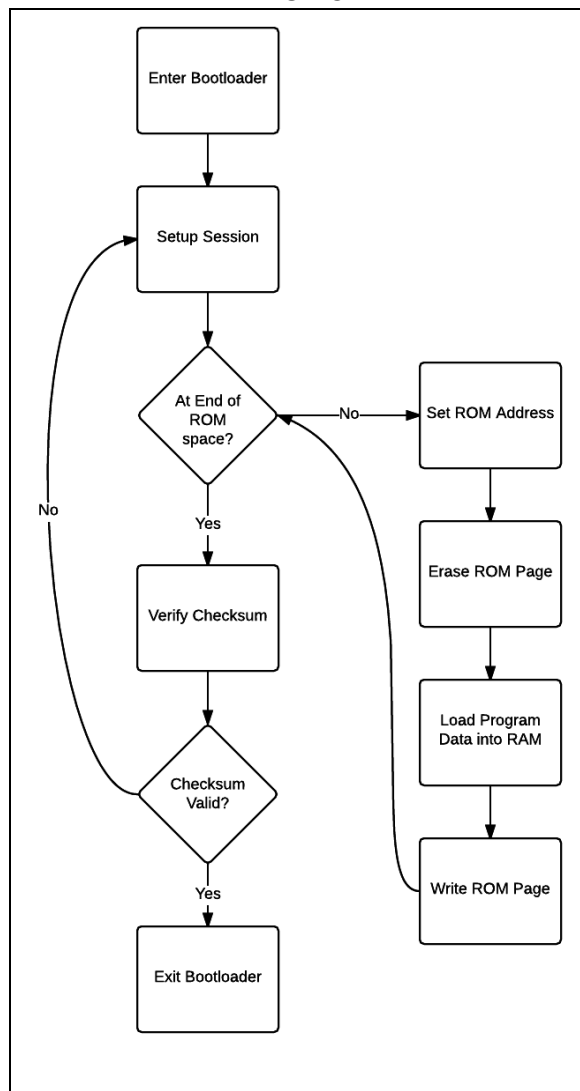 Enter Bootloader
Setup Session
At End of
ROM
space?
No
Set ROM Address
Yes
Erase ROM Page
No
Verify Checksum
Load Program
Data into RAM
Checksum
Valid?
Write ROM Page
Yes
Exit Bootloader